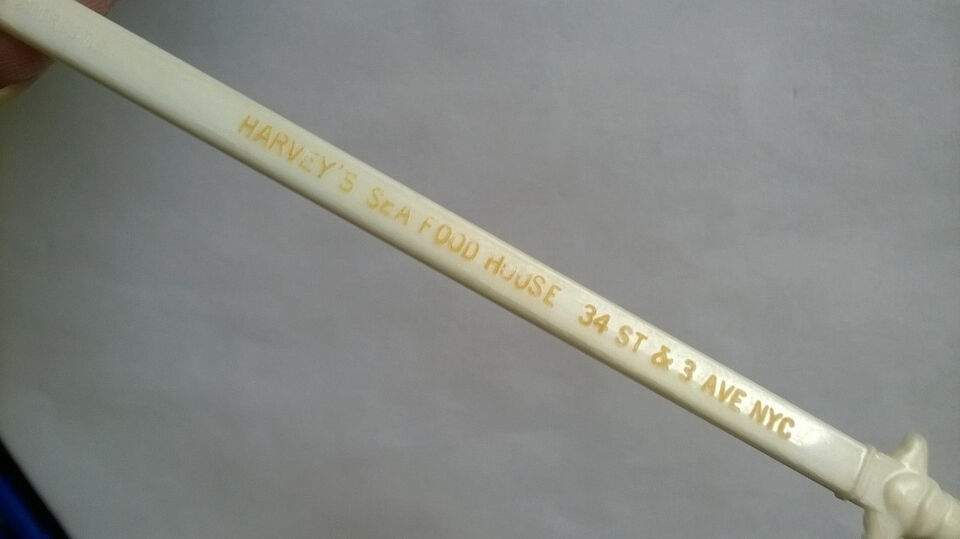 HARVEY'S SEA FOOD HOUSE 34 ST & 3 AVE NYC